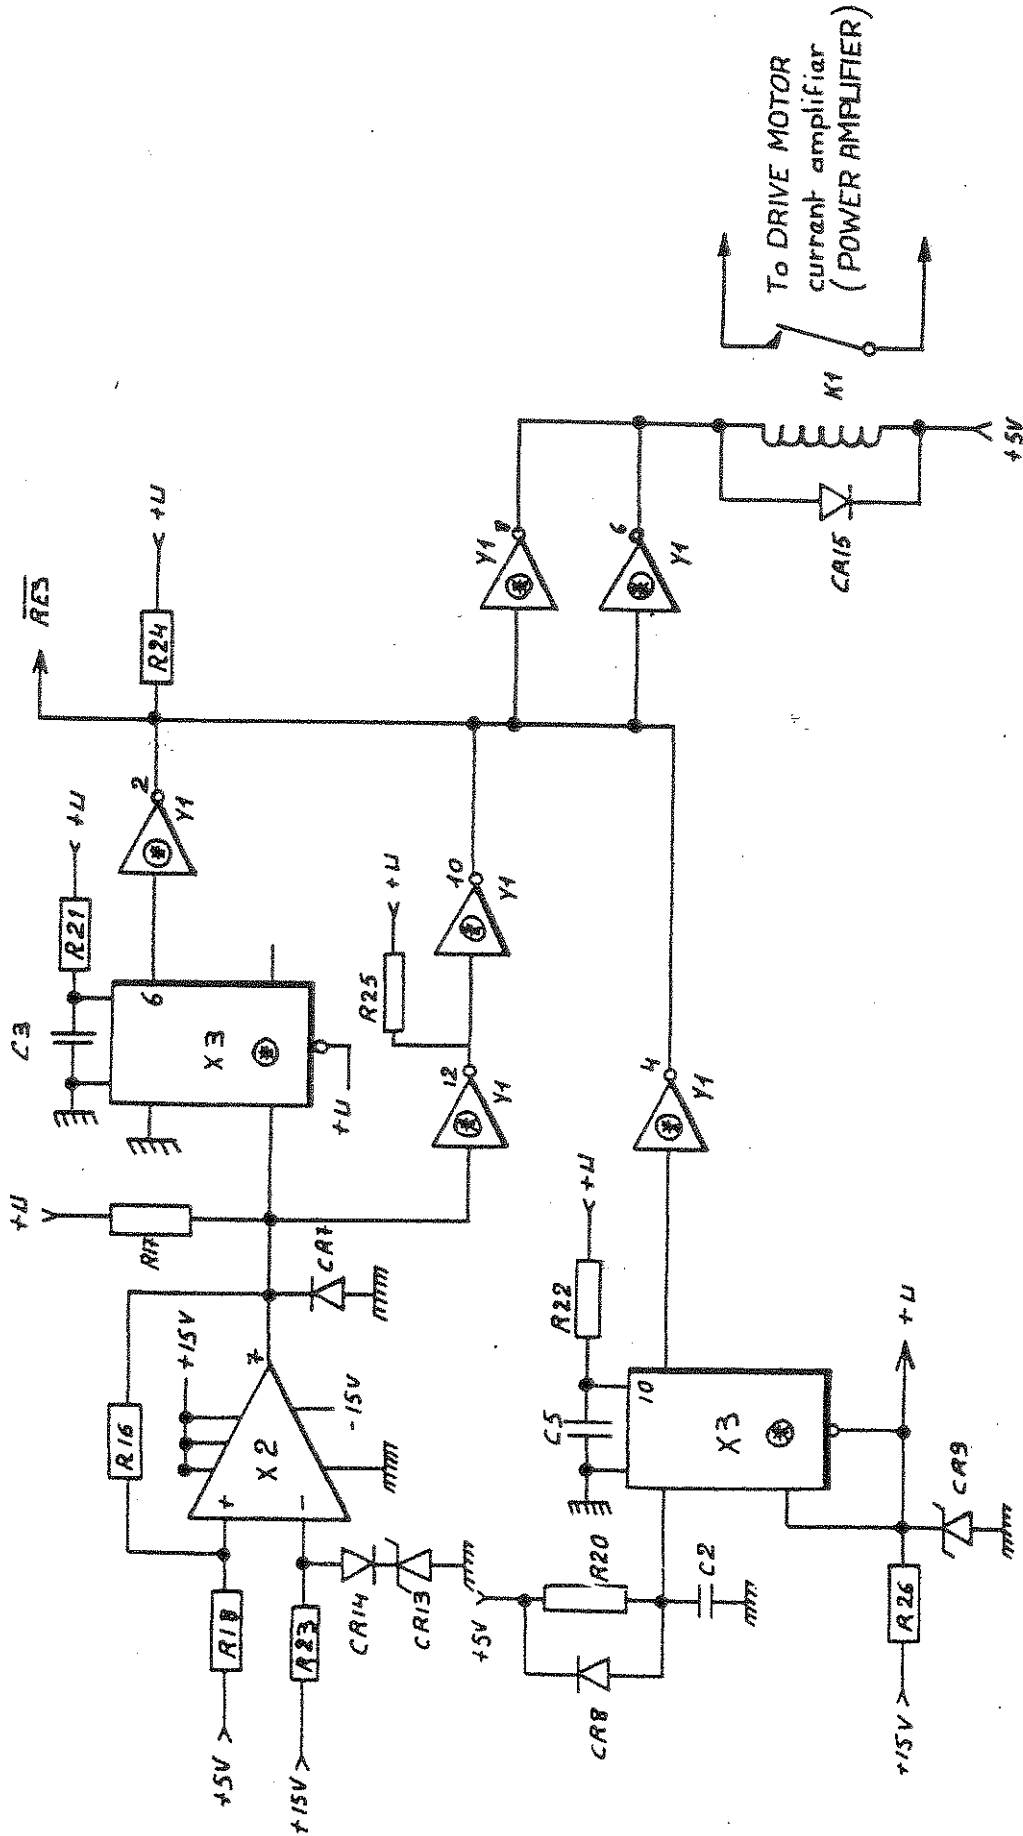 +U
C3
R21
+U
RES
R17
R16
+15V
7
X2
+
-
-15V
CR7
X3
6
+U
2
Y1
R24
+U
+5V
R18
+15V
R23
CR14
CR13
R25
+U
12
Y1
10
Y1
8
Y1
6
Y1
+5V
R20
CR8
C2
C5
R22
+U
10
X3
4
Y1
CR15
K1
+5V
To DRIVE MOTOR
currant amplifiar
(POWER AMPLIFIER)
+15V
R26
CR9
+U